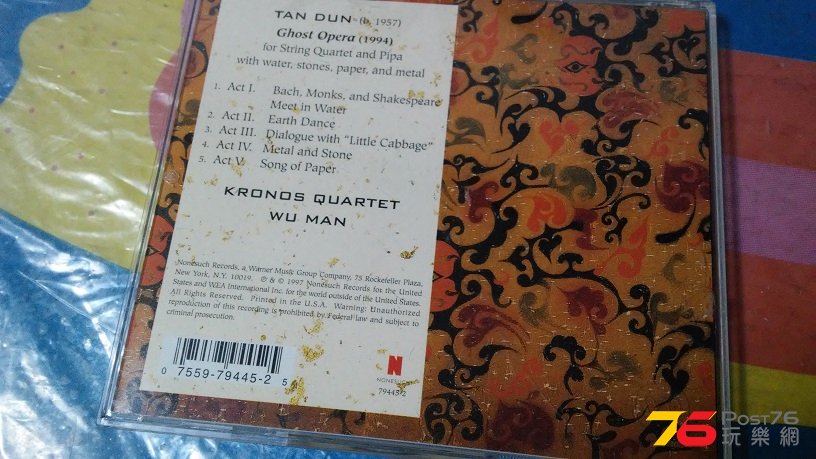 TAN DUN (b. 1957)
Ghost Opera (1994)
for String Quartet and Pipa
with water, stones, paper, and metal
1. Act I. Bach, Monks, and Shakespeare
Meet in Water
2. Act II. Earth Dance
3. Act III. Dialogue with "Little Cabbage"
4. Act IV. Metal and Stone
5. Act V. Song of Paper
KRONOS QUARTET
WU MAN
Nonesuch Records, a Warner Music Group Company, 75 Rockefeller Plaza,
New York, N.Y. 10019. ℗ & © 1997 Nonesuch Records for the United
States and WEA International Inc. for the world outside of the United States.
All Rights Reserved. Printed in the U.S.A. Warning: Unauthorized
reproduction of this recording is prohibited by Federal law and subject to
criminal prosecution.
0 7559-79445-2 5
N
NONESUCH
79445-2
76 Post76
玩樂網